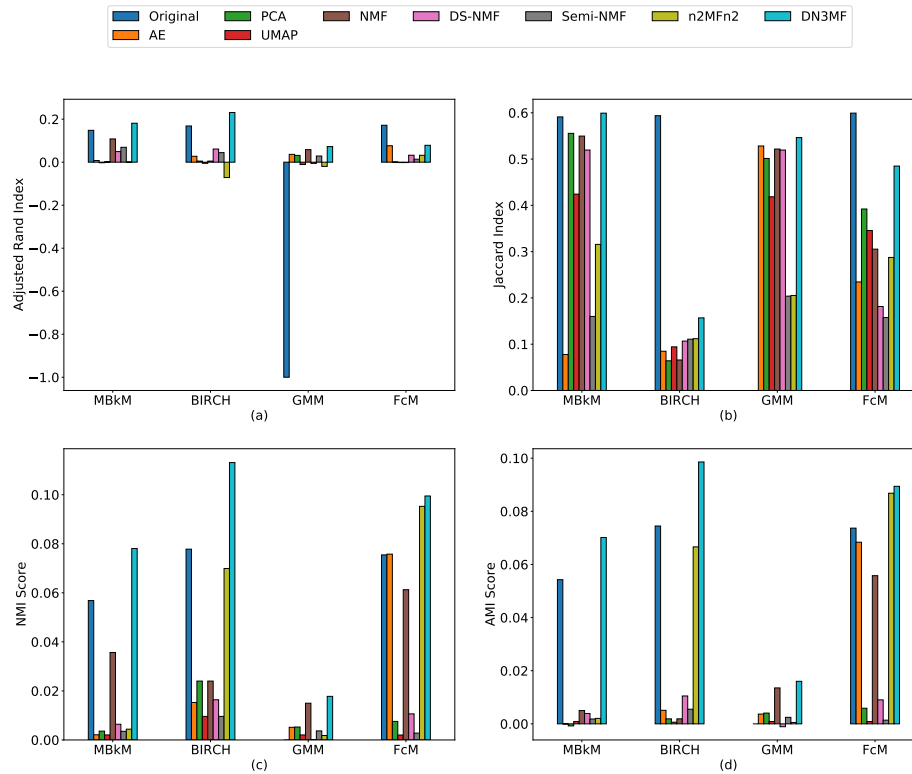 Original PCA NMF DS-NMF Semi-NMF n2MFn2 DN3MF
AE UMAP
Adjusted Rand Index
0.2
0.0
−0.2
−0.4
−0.6
−0.8
−1.0
MBkM BIRCH GMM FcM
(a)
Jaccard Index
0.6
0.5
0.4
0.3
0.2
0.1
0.0
MBkM BIRCH GMM FcM
(b)
NMI Score
0.10
0.08
0.06
0.04
0.02
0.00
MBkM BIRCH GMM FcM
(c)
AMI Score
0.10
0.08
0.06
0.04
0.02
0.00
MBkM BIRCH GMM FcM
(d)